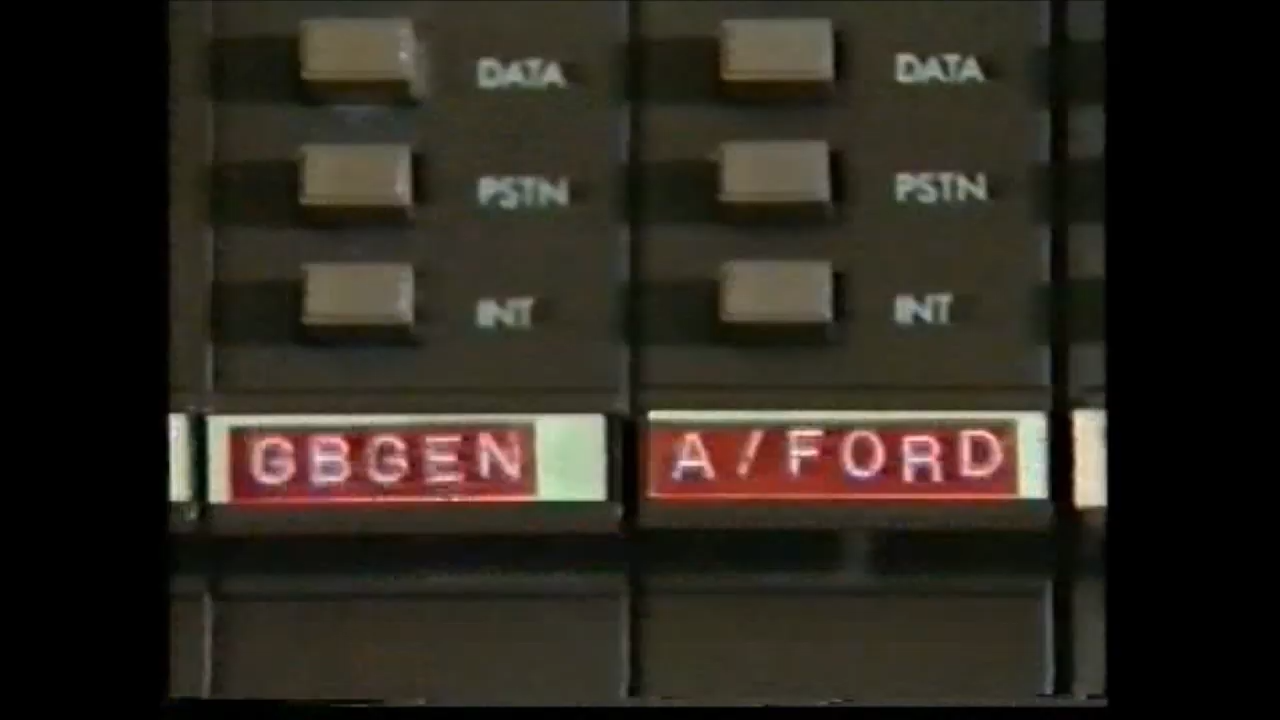 DATA DATA
PSTN PSTN
INT INT
GBGEN A/FORD